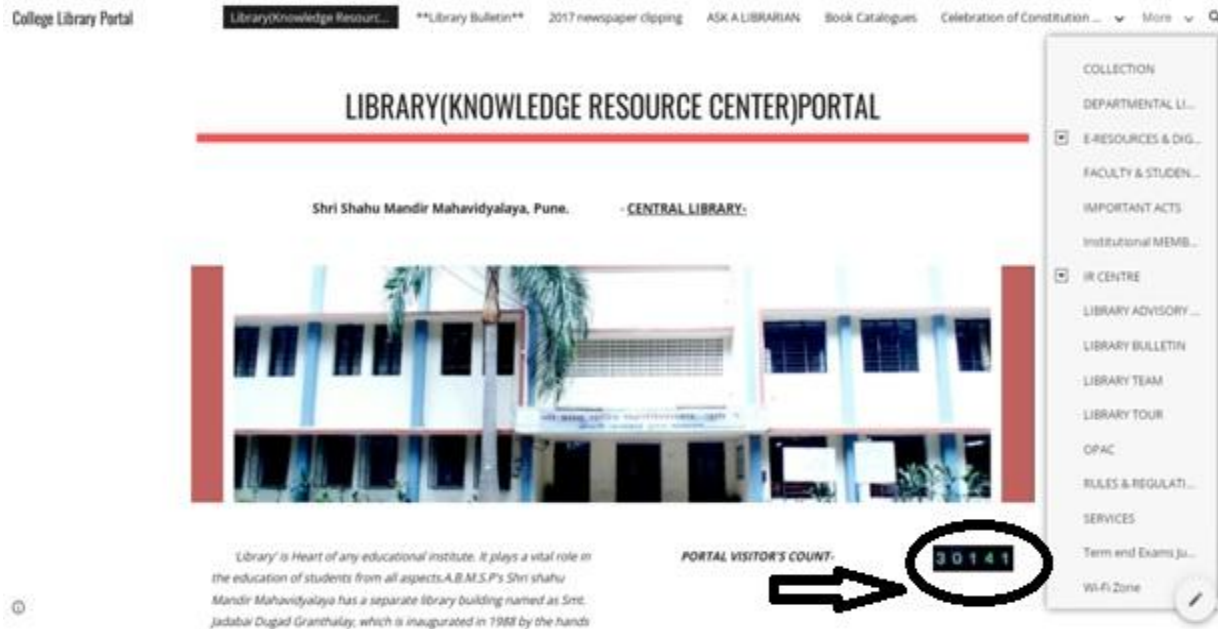 College Library Portal
Library(Knowledge Resourc...
**Library Bulletin**
2017 newspaper clipping
ASK A LIBRARIAN
Book Catalogues
Celebration of Constitution ...
More
COLLECTION
DEPARTMENTAL LI...
E-RESOURCES & DIG...
FACULTY & STUDEN...
IMPORTANT ACTS
Institutional MEMB...
IR CENTRE
LIBRARY ADVISORY ...
LIBRARY BULLETIN
LIBRARY TEAM
LIBRARY TOUR
OPAC
RULES & REGULATI...
SERVICES
Term end Exams Ju...
Wi-Fi Zone
LIBRARY(KNOWLEDGE RESOURCE CENTER)PORTAL
Shri Shahu Mandir Mahavidyalaya, Pune. - CENTRAL LIBRARY-
'Library' is Heart of any educational institute. It plays a vital role in
the education of students from all aspects.A.B.M.S.P's Shri shahu
Mandir Mahavidyalaya has a separate library building named as Smt.
Jadabai Dugad Granthalay, which is inaugurated in 1988 by the hands
PORTAL VISITOR'S COUNT-
30141